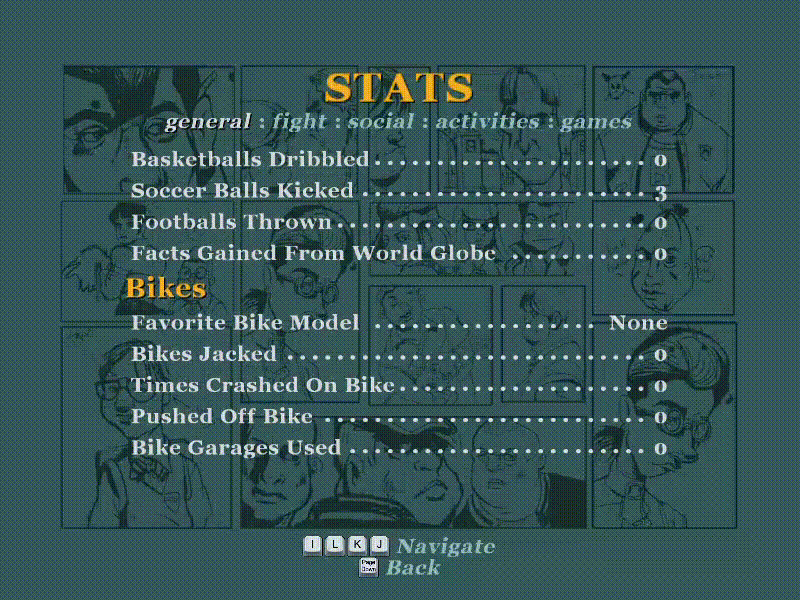 STATS
general : fight : social : activities : games
Basketballs Dribbled........................ 0
Soccer Balls Kicked ......................... 3
Footballs Thrown........................... 0
Facts Gained From World Globe ........... 0
Bikes
Favorite Bike Model .................. None
Bikes Jacked ............................... 0
Times Crashed On Bike..................... 0
Pushed Off Bike ........................... 0
Bike Garages Used ......................... 0
I L K J Navigate
Page Down Back